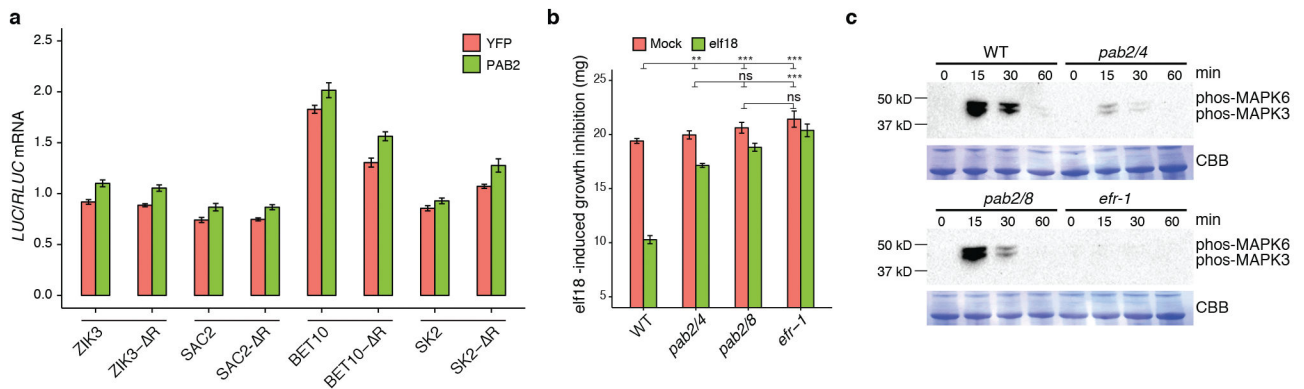 a
LUC/RLUC mRNA
2.5
2.0
1.5
1.0
0.5
0.0
YFP
PAB2
ZIK3
ZIK3–ΔR
SAC2
SAC2-ΔR
BET10
BET10–ΔR
SK2
SK2–ΔR
b
elf18 -induced growth inhibition (mg)
Mock
elf18
25
20
15
10
5
** *** ***
ns ***
ns
WT
pab2/4
pab2/8
efr–1
c
WT pab2/4
0 15 30 60 0 15 30 60 min
50 kD
37 kD
phos-MAPK6
phos-MAPK3
CBB
pab2/8 efr-1
0 15 30 60 0 15 30 60 min
50 kD
37 kD
phos-MAPK6
phos-MAPK3
CBB